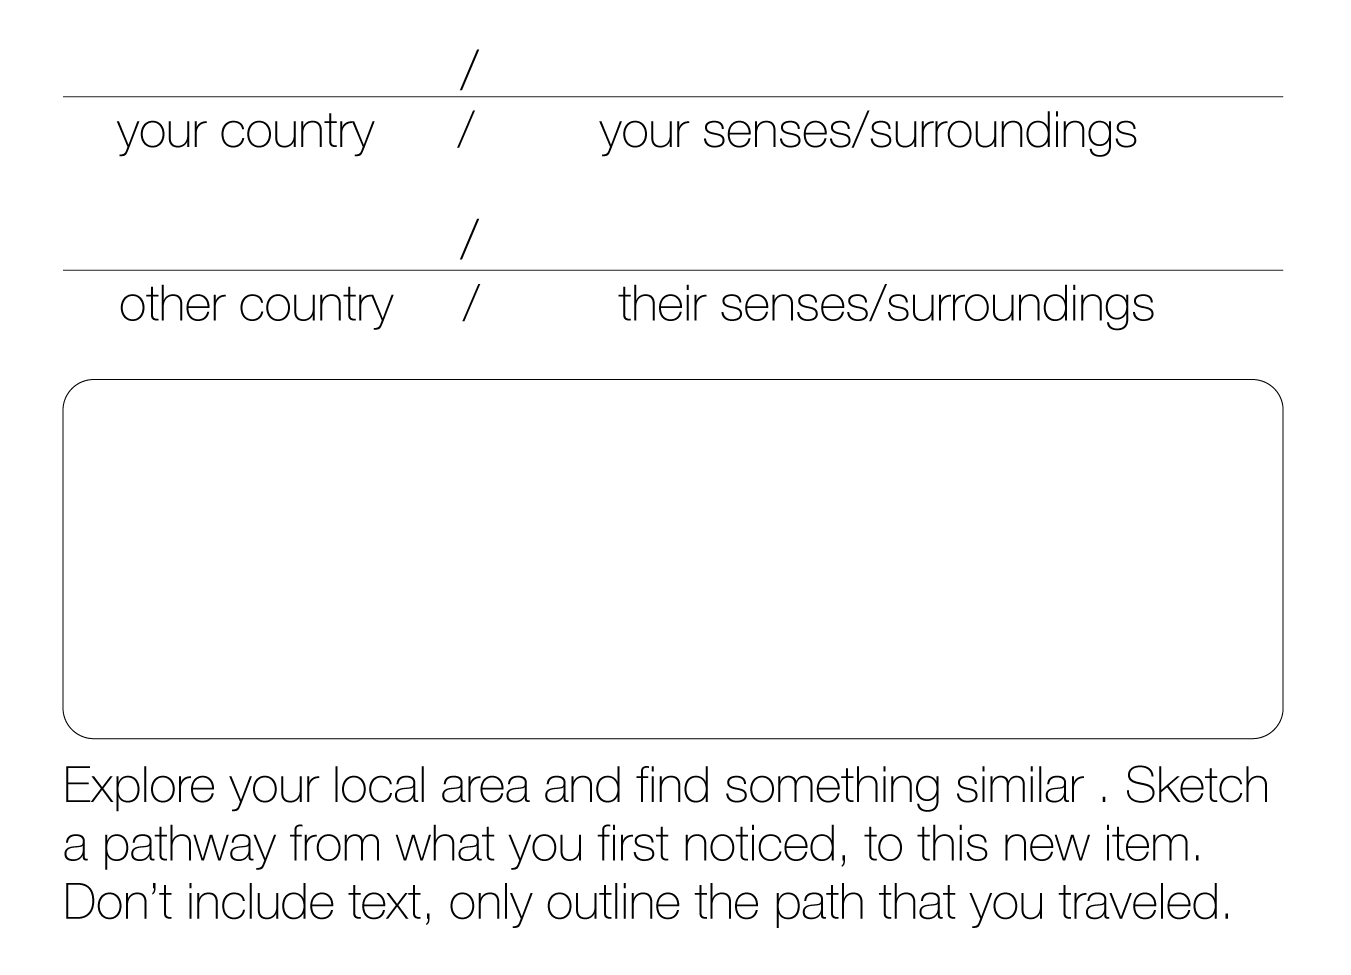 /
your country / your senses/surroundings
/
other country / their senses/surroundings
Explore your local area and find something similar . Sketch
a pathway from what you first noticed, to this new item.
Don’t include text, only outline the path that you traveled.